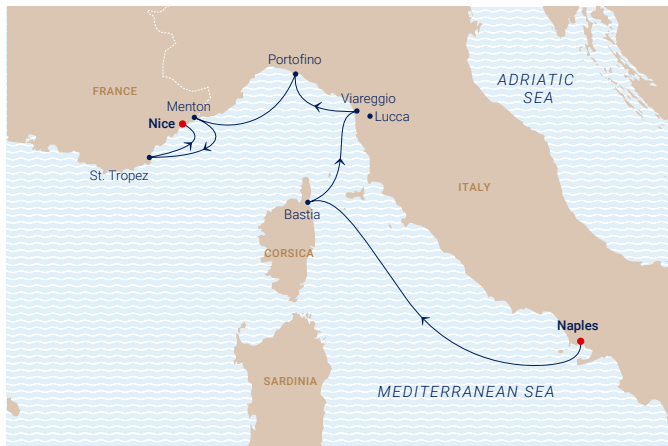 Portofino
ADRIATIC
SEA
FRANCE
Menton
Viareggio
Nice
Lucca
St. Tropez
ITALY
Bastia
CORSICA
Naples
SARDINIA
MEDITERRANEAN SEA